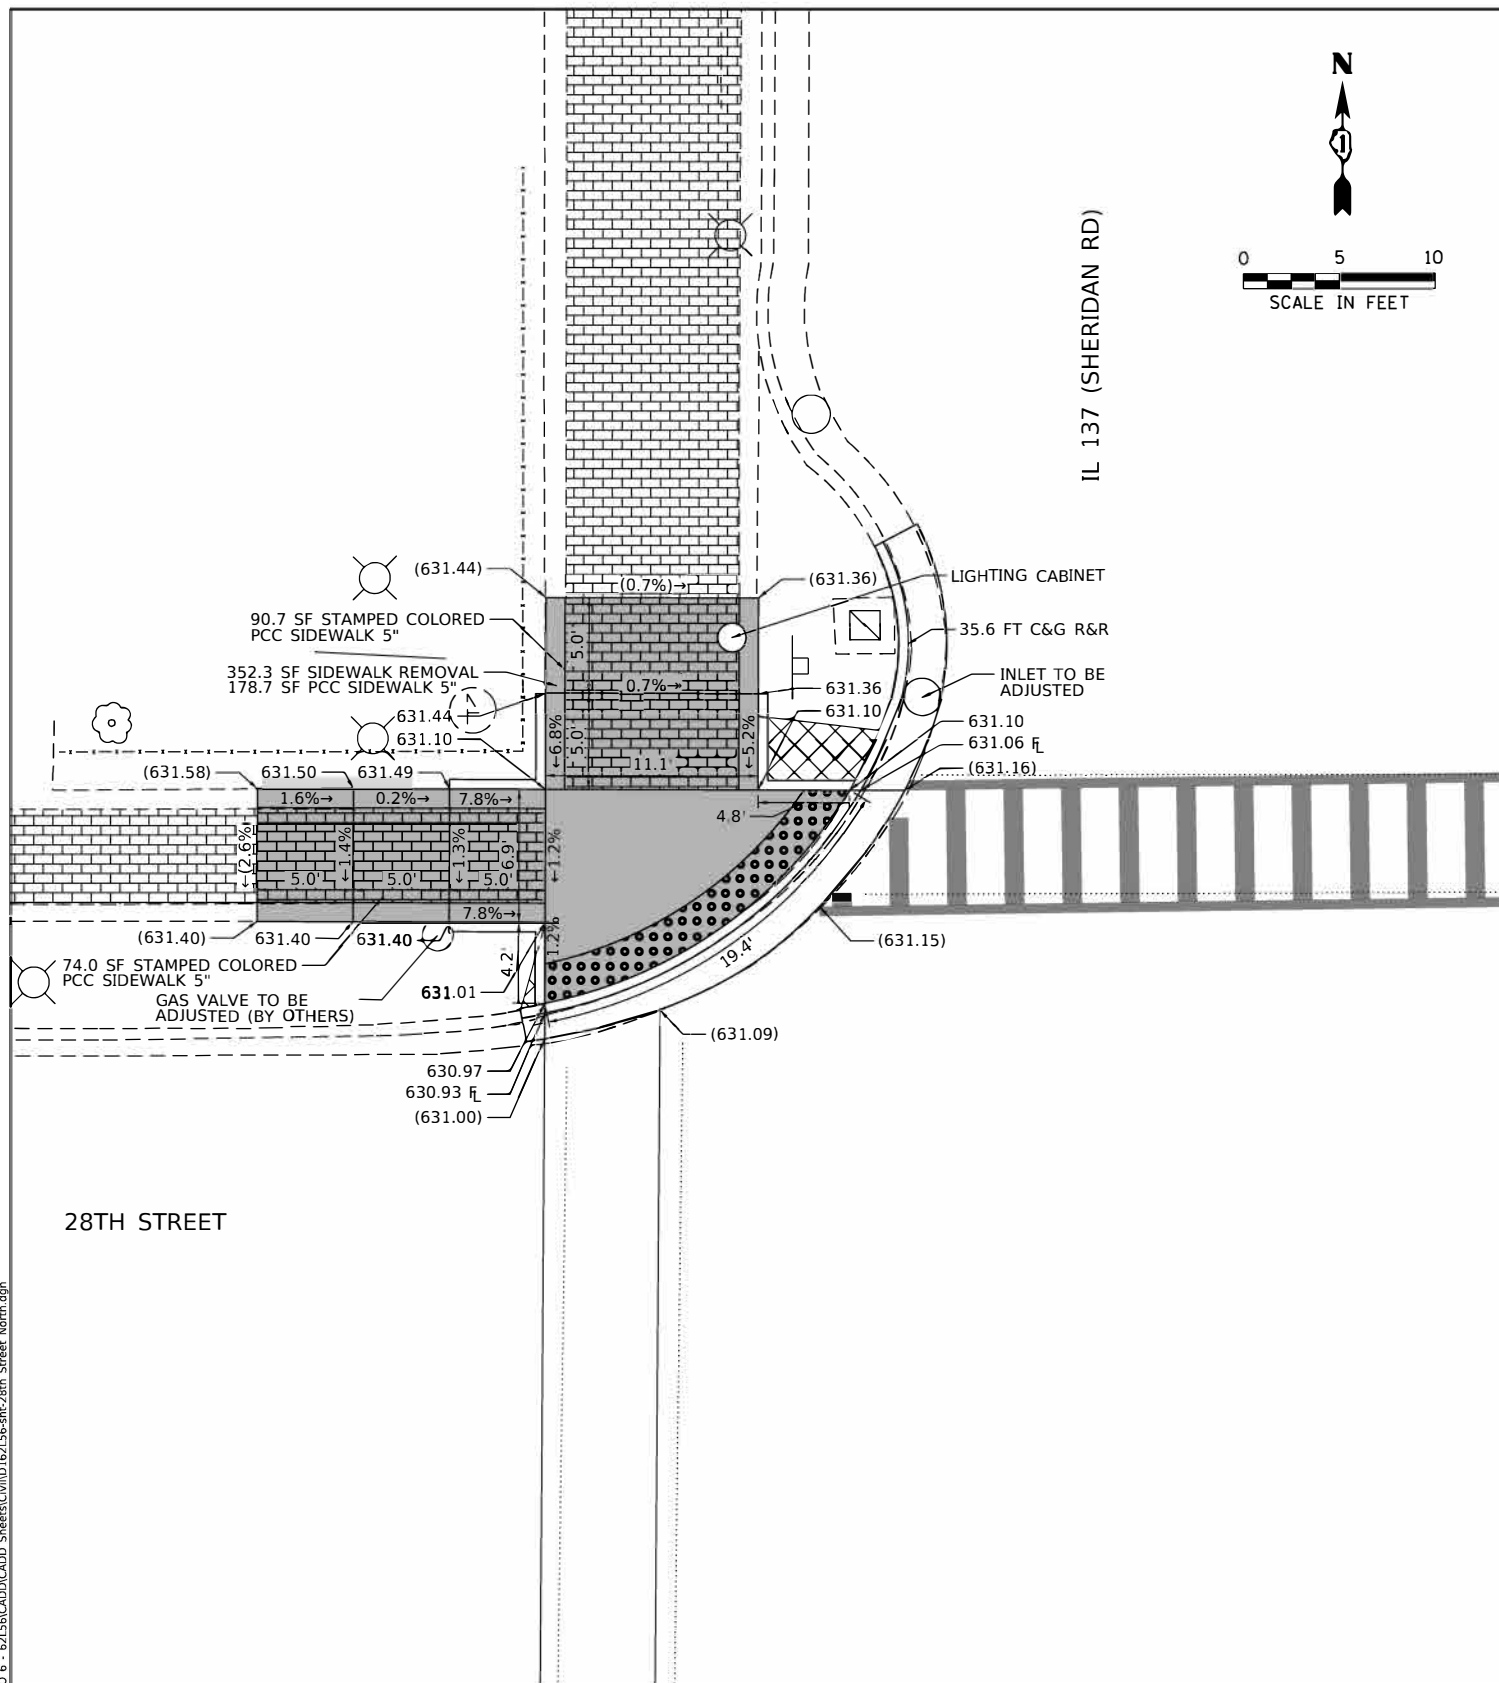 N
1
0 5 10
SCALE IN FEET
IL 137 (SHERIDAN RD)
(631.44)
(0.7%)→
(631.36)
LIGHTING CABINET
90.7 SF STAMPED COLORED
PCC SIDEWALK 5"
5.0'
35.6 FT C&G R&R
352.3 SF SIDEWALK REMOVAL
178.7 SF PCC SIDEWALK 5"
0.7%→
631.36
INLET TO BE
ADJUSTED
631.44
631.10
631.10
631.10
←6.8%
5.0'
←5.2%
11.1'
631.06 FL
(631.16)
(631.58)
631.50
631.49
1.6%→
0.2%→
7.8%→
4.8'
←(2.6%)
←1.4%
←1.3%
6.9'
←1.2%
5.0'
5.0'
5.0'
7.8%→
(631.40)
631.40
631.40
1.2%
4.2'
19.4'
(631.15)
74.0 SF STAMPED COLORED
PCC SIDEWALK 5"
GAS VALVE TO BE
ADJUSTED (BY OTHERS)
631.01
(631.09)
630.97
630.93 FL
(631.00)
28TH STREET